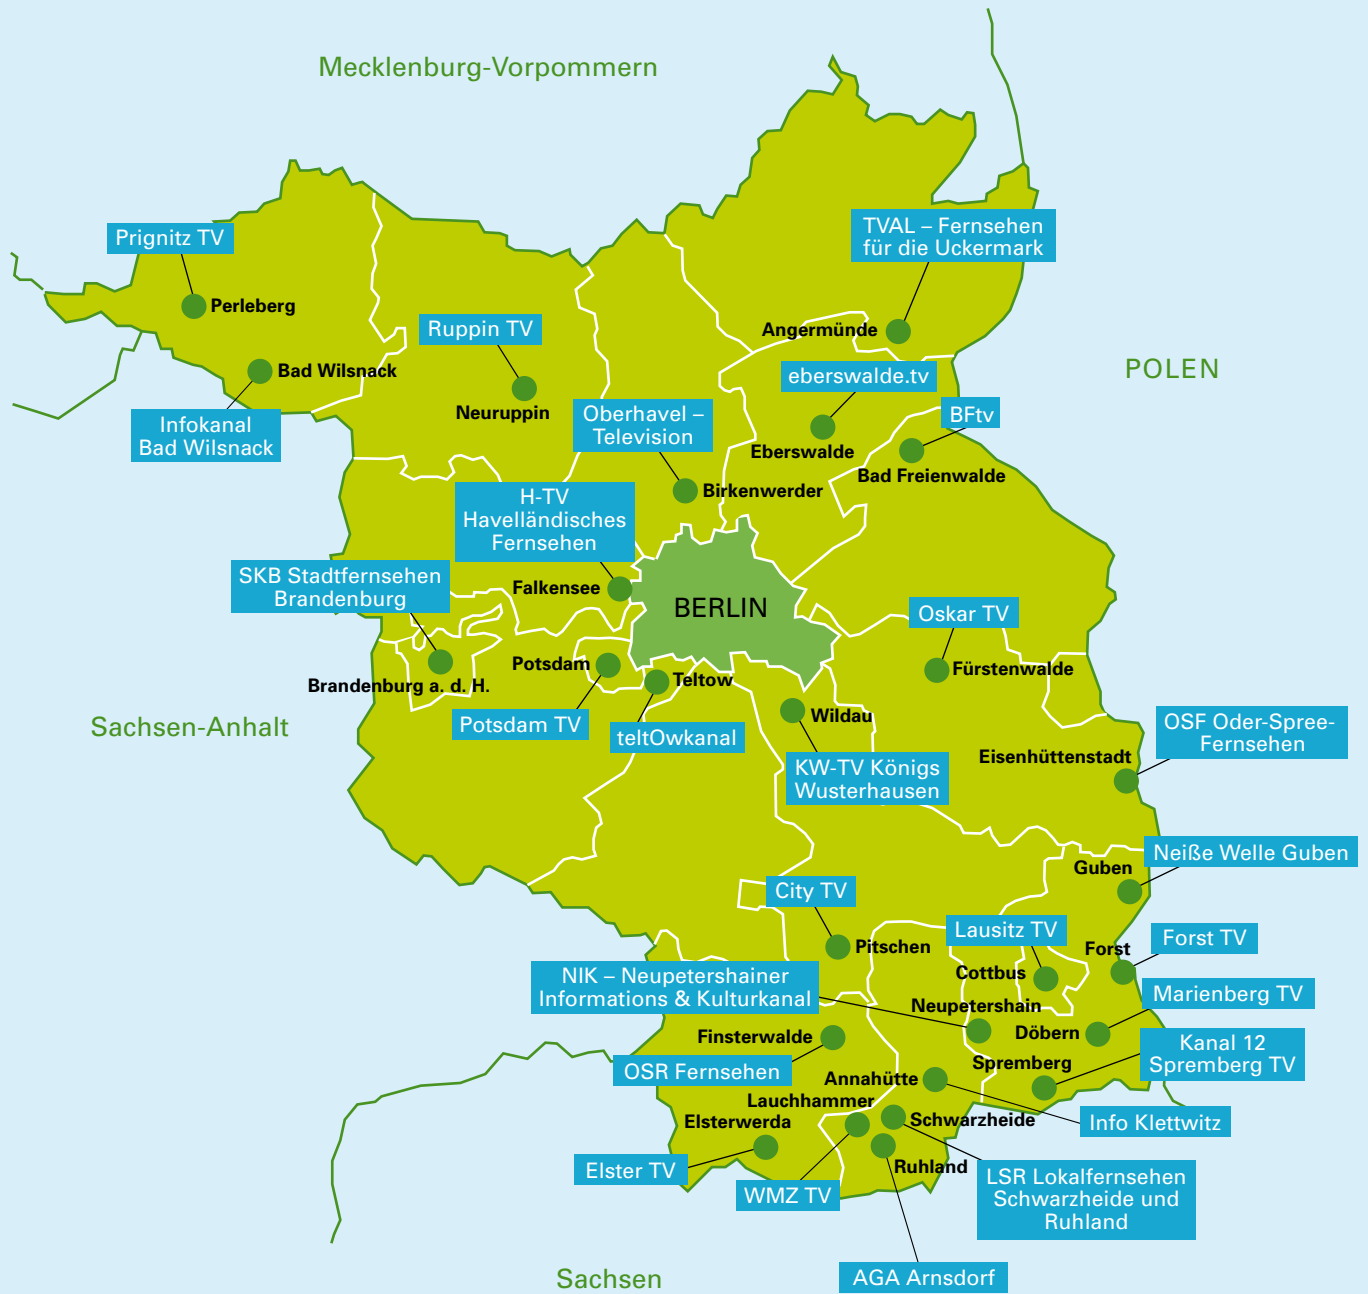 Mecklenburg-Vorpommern
Prignitz TV
Perleberg
TVAL – Fernsehen
für die Uckermark
Angermünde
Ruppin TV
Neuruppin
Bad Wilsnack
Infokanal
Bad Wilsnack
POLEN
eberswalde.tv
Eberswalde
BFtv
Bad Freienwalde
Oberhavel –
Television
Birkenwerder
H-TV
Havelländisches
Fernsehen
Falkensee
SKB Stadtfernsehen
Brandenburg
Brandenburg a. d. H.
BERLIN
Oskar TV
Fürstenwalde
Potsdam
Potsdam TV
Teltow
teltOwkanal
Wildau
KW-TV Königs
Wusterhausen
Sachsen-Anhalt
OSF Oder-Spree-
Fernsehen
Eisenhüttenstadt
Neiße Welle Guben
Guben
City TV
Pitschen
Lausitz TV
Cottbus
Forst TV
Forst
NIK – Neupetershainer
Informations & Kulturkanal
Neupetershain
Marienberg TV
Döbern
Finsterwalde
OSR Fernsehen
Kanal 12
Spremberg TV
Spremberg
Annahütte
Info Klettwitz
Lauchhammer
Elsterwerda
Schwarzheide
Ruhland
Elster TV
WMZ TV
LSR Lokalfernsehen
Schwarzheide und
Ruhland
AGA Arnsdorf
Sachsen